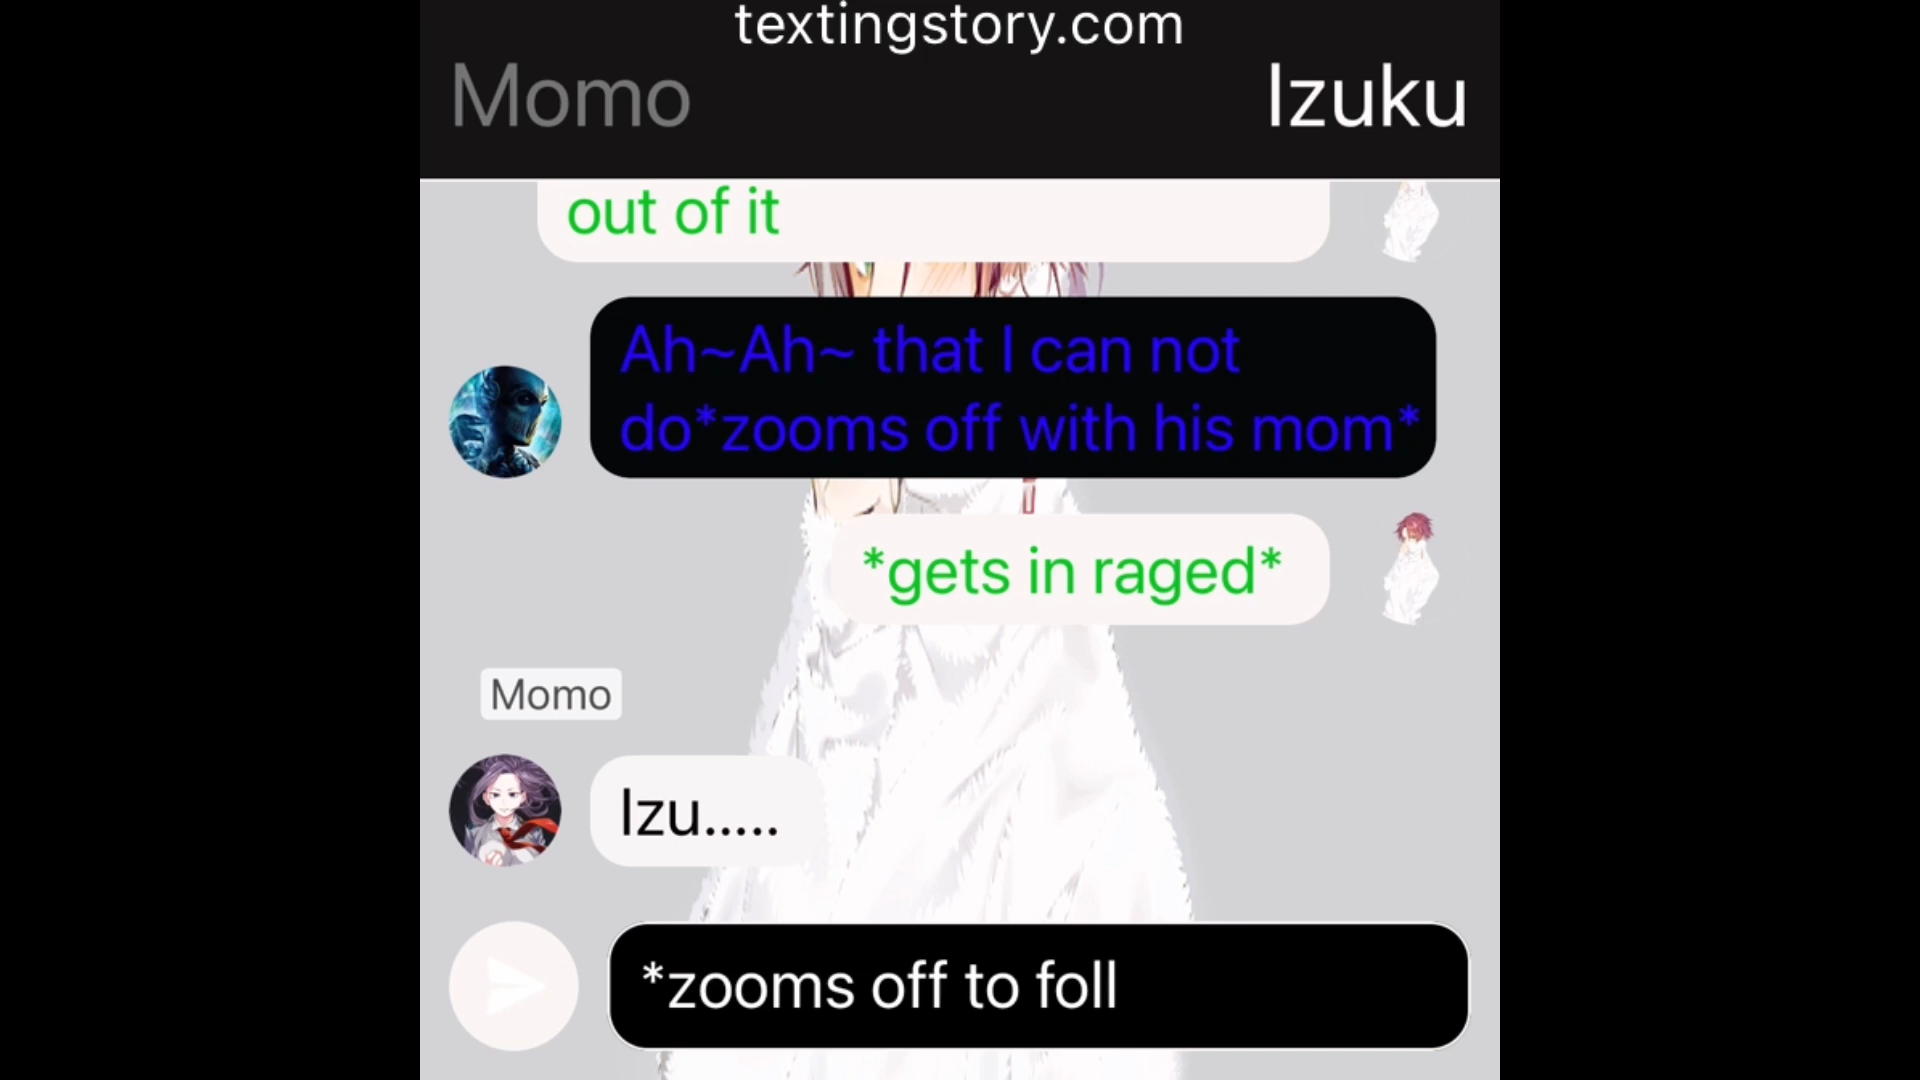 textingstory.com
Momo
Izuku
out of it
Ah~Ah~ that I can not
do*zooms off with his mom*
*gets in raged*
Momo
Izu.....
*zooms off to foll